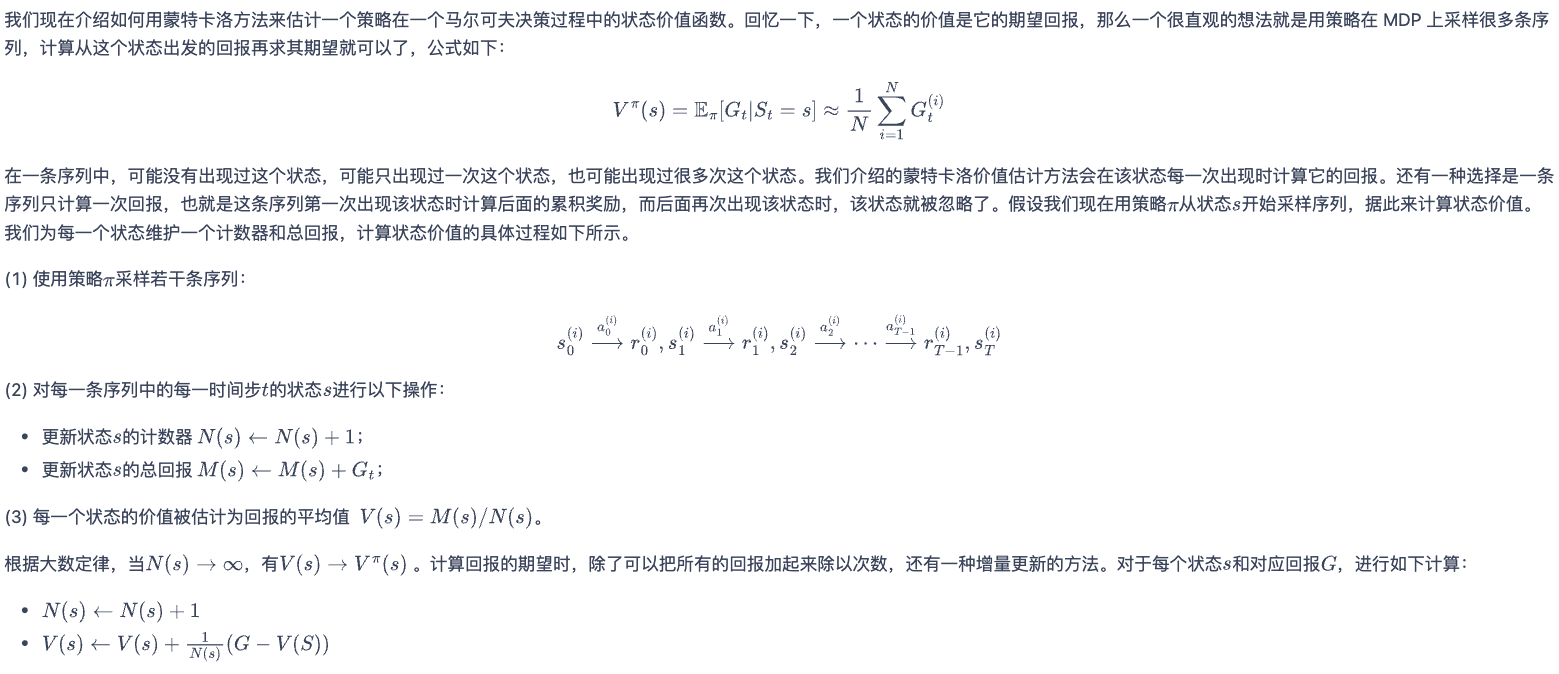 我们现在介绍如何用蒙特卡洛方法来估计一个策略在一个马尔可夫决策过程中的状态价值函数。回忆一下，一个状态的价值是它的期望回报，那么一个很直观的想法就是用策略在 MDP 上采样很多条序
列，计算从这个状态出发的回报再求其期望就可以了，公式如下：
$V^{\pi}(s) = \mathbb{E}_{\pi}[G_t|S_t = s] \approx \frac{1}{N} \sum_{i=1}^{N} G_t^{(i)}$
在一条序列中，可能没有出现过这个状态，可能只出现过一次这个状态，也可能出现过很多次这个状态。我们介绍的蒙特卡洛价值估计方法会在该状态每一次出现时计算它的回报。还有一种选择是一条
序列只计算一次回报，也就是这条序列第一次出现该状态时计算后面的累积奖励，而后面再次出现该状态时，该状态就被忽略了。假设我们现在用策略$\pi$从状态$s$开始采样序列，据此来计算状态价值。
我们为每一个状态维护一个计数器和总回报，计算状态价值的具体过程如下所示。
(1) 使用策略$\pi$采样若干条序列：
$s_0^{(i)} \xrightarrow{a_0^{(i)}} r_0^{(i)}, s_1^{(i)} \xrightarrow{a_1^{(i)}} r_1^{(i)}, s_2^{(i)} \xrightarrow{a_2^{(i)}} \cdots \xrightarrow{a_{T-1}^{(i)}} r_{T-1}^{(i)}, s_T^{(i)}$
(2) 对每一条序列中的每一时间步$t$的状态$s$进行以下操作：
• 更新状态$s$的计数器 $N(s) \leftarrow N(s) + 1$；
• 更新状态$s$的总回报 $M(s) \leftarrow M(s) + G_t$；
(3) 每一个状态的价值被估计为回报的平均值 $V(s) = M(s)/N(s)$。
根据大数定律，当$N(s) \to \infty$，有$V(s) \to V^{\pi}(s)$ 。计算回报的期望时，除了可以把所有的回报加起来除以次数，还有一种增量更新的方法。对于每个状态$s$和对应回报$G$，进行如下计算：
• $N(s) \leftarrow N(s) + 1$
• $V(s) \leftarrow V(s) + \frac{1}{N(s)}(G - V(S))$